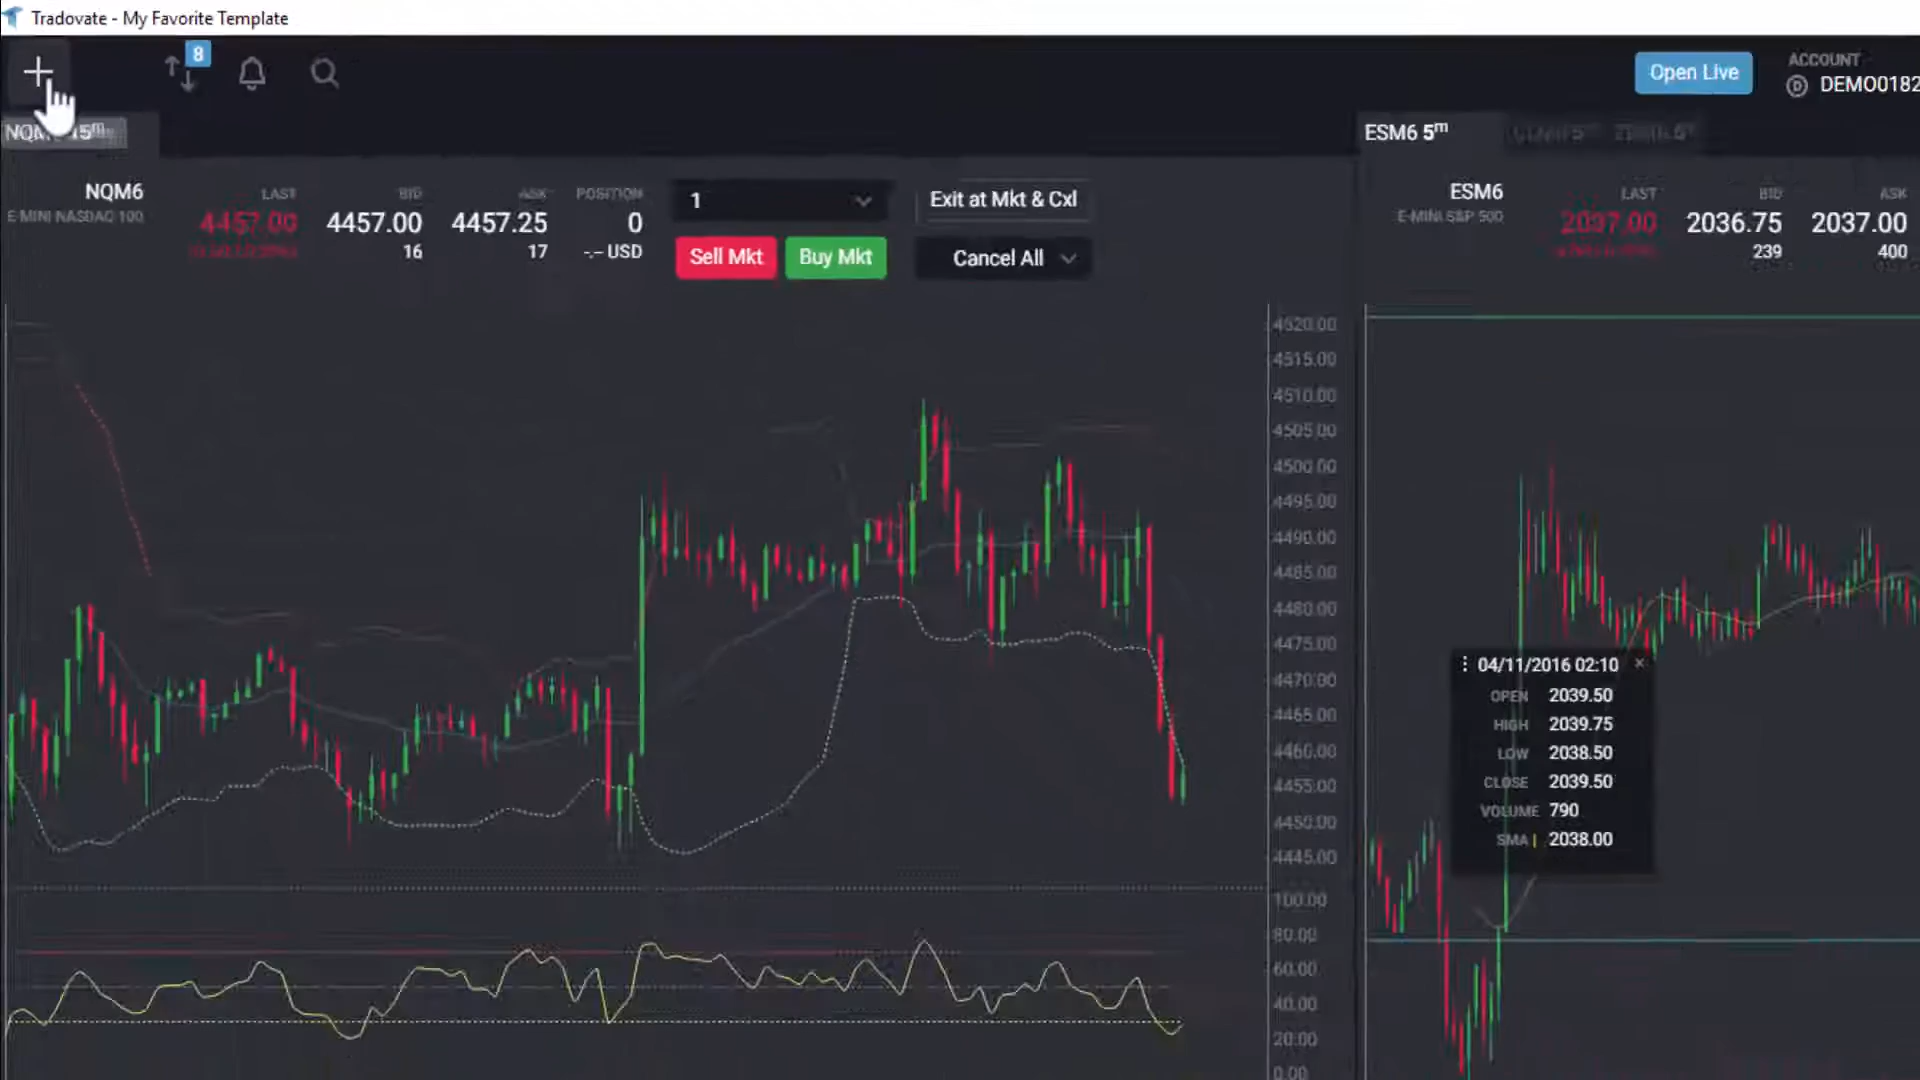 Tradovate - My Favorite Template
8
Open Live
ACCOUNT
DEMO0182
15m
ESM6 5m
NQM6
E-MINI NASDAQ 100
LAST
4457.00
BID
4457.00
16
ASK
4457.25
17
POSITION
0
-.-- USD
1
Exit at Mkt & Cxl
Sell Mkt
Buy Mkt
Cancel All
ESM6
E-MINI S&P 500
LAST
2037.00
BID
2036.75
239
ASK
2037.00
400
4520.00
4515.00
4510.00
4505.00
4500.00
4495.00
4490.00
4485.00
4480.00
4475.00
4470.00
4465.00
4460.00
4455.00
4450.00
4445.00
100.00
80.00
60.00
40.00
20.00
0.00
04/11/2016 02:10 ×
OPEN 2039.50
HIGH 2039.75
LOW 2038.50
CLOSE 2039.50
VOLUME 790
SMA 2038.00